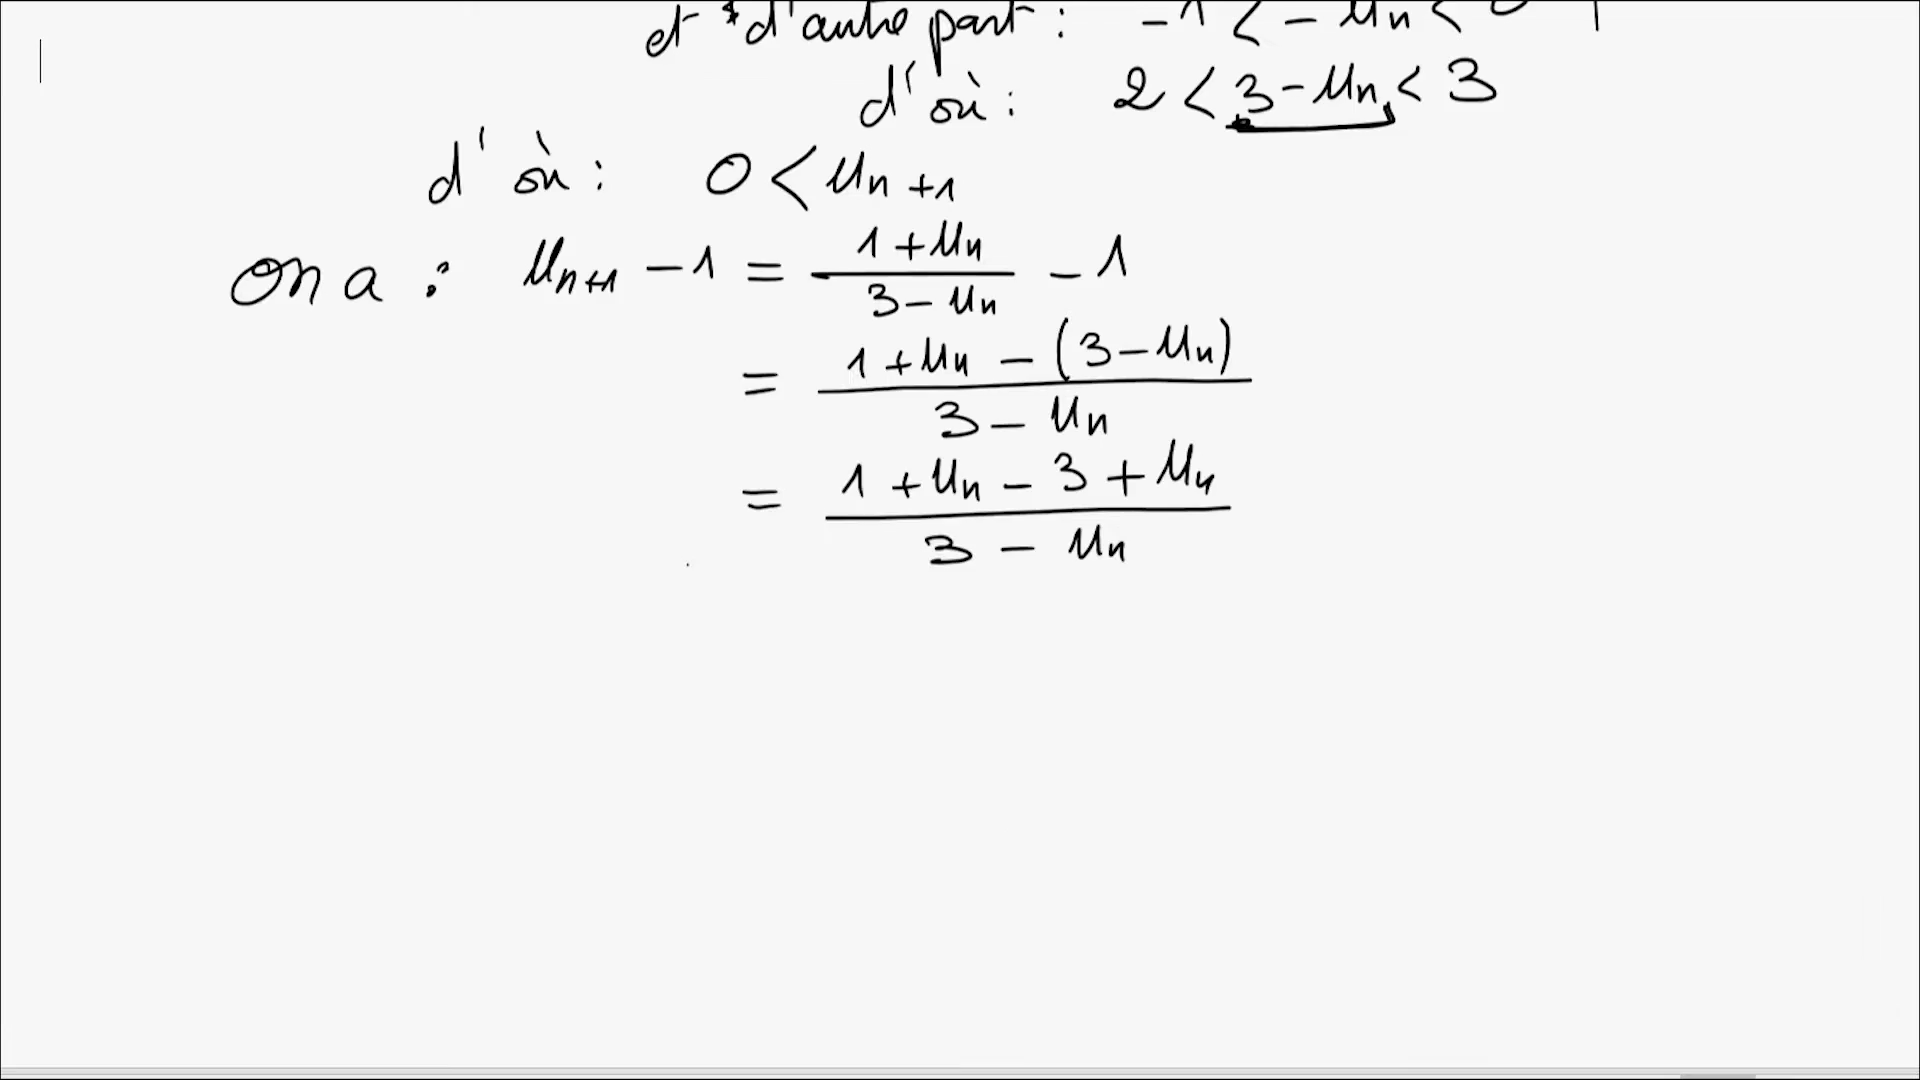 et * d'autre part : -1 < - Un < 0
d'où : 2 < 3 - Un < 3
d'où : 0 < Un+1
on a : Un+1 - 1 = (1 + Un)/(3 - Un) - 1
= (1 + Un - (3 - Un))/(3 - Un)
= (1 + Un - 3 + Un)/(3 - Un)